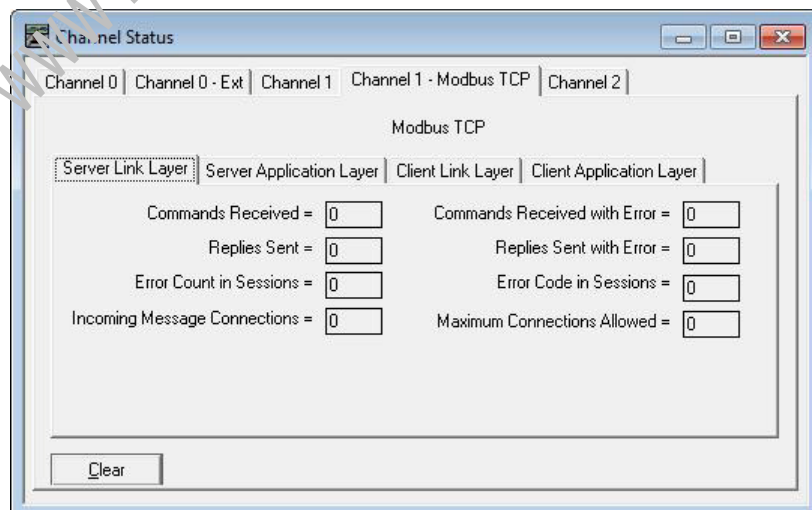 Channel Status
Channel 0 Channel 0 - Ext Channel 1 Channel 1 - Modbus TCP Channel 2
Modbus TCP
Server Link Layer Server Application Layer Client Link Layer Client Application Layer
Commands Received = 0 Commands Received with Error = 0
Replies Sent = 0 Replies Sent with Error = 0
Error Count in Sessions = 0 Error Code in Sessions = 0
Incoming Message Connections = 0 Maximum Connections Allowed = 0
Clear